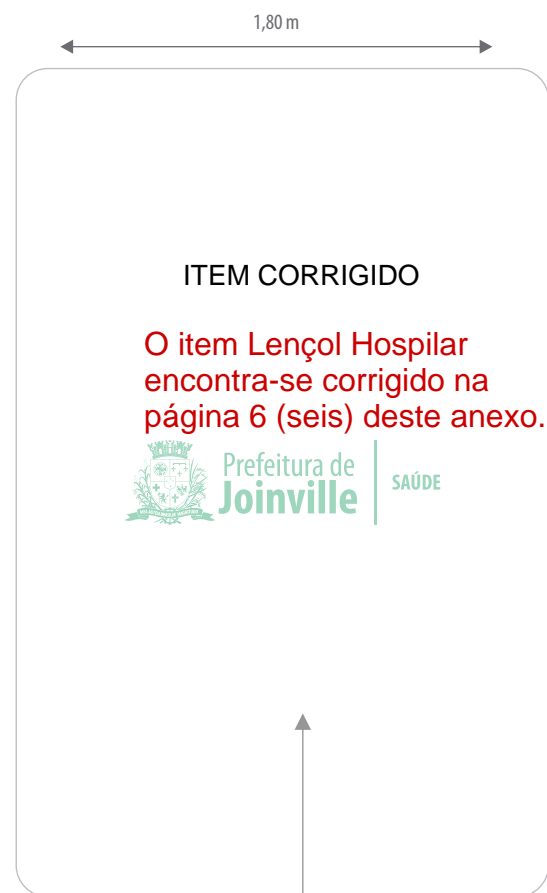 1,80 m
ITEM CORRIGIDO
O item Lençol Hospilar
encontra-se corrigido na
página 6 (seis) deste anexo.
Prefeitura de
Joinville
SAÚDE